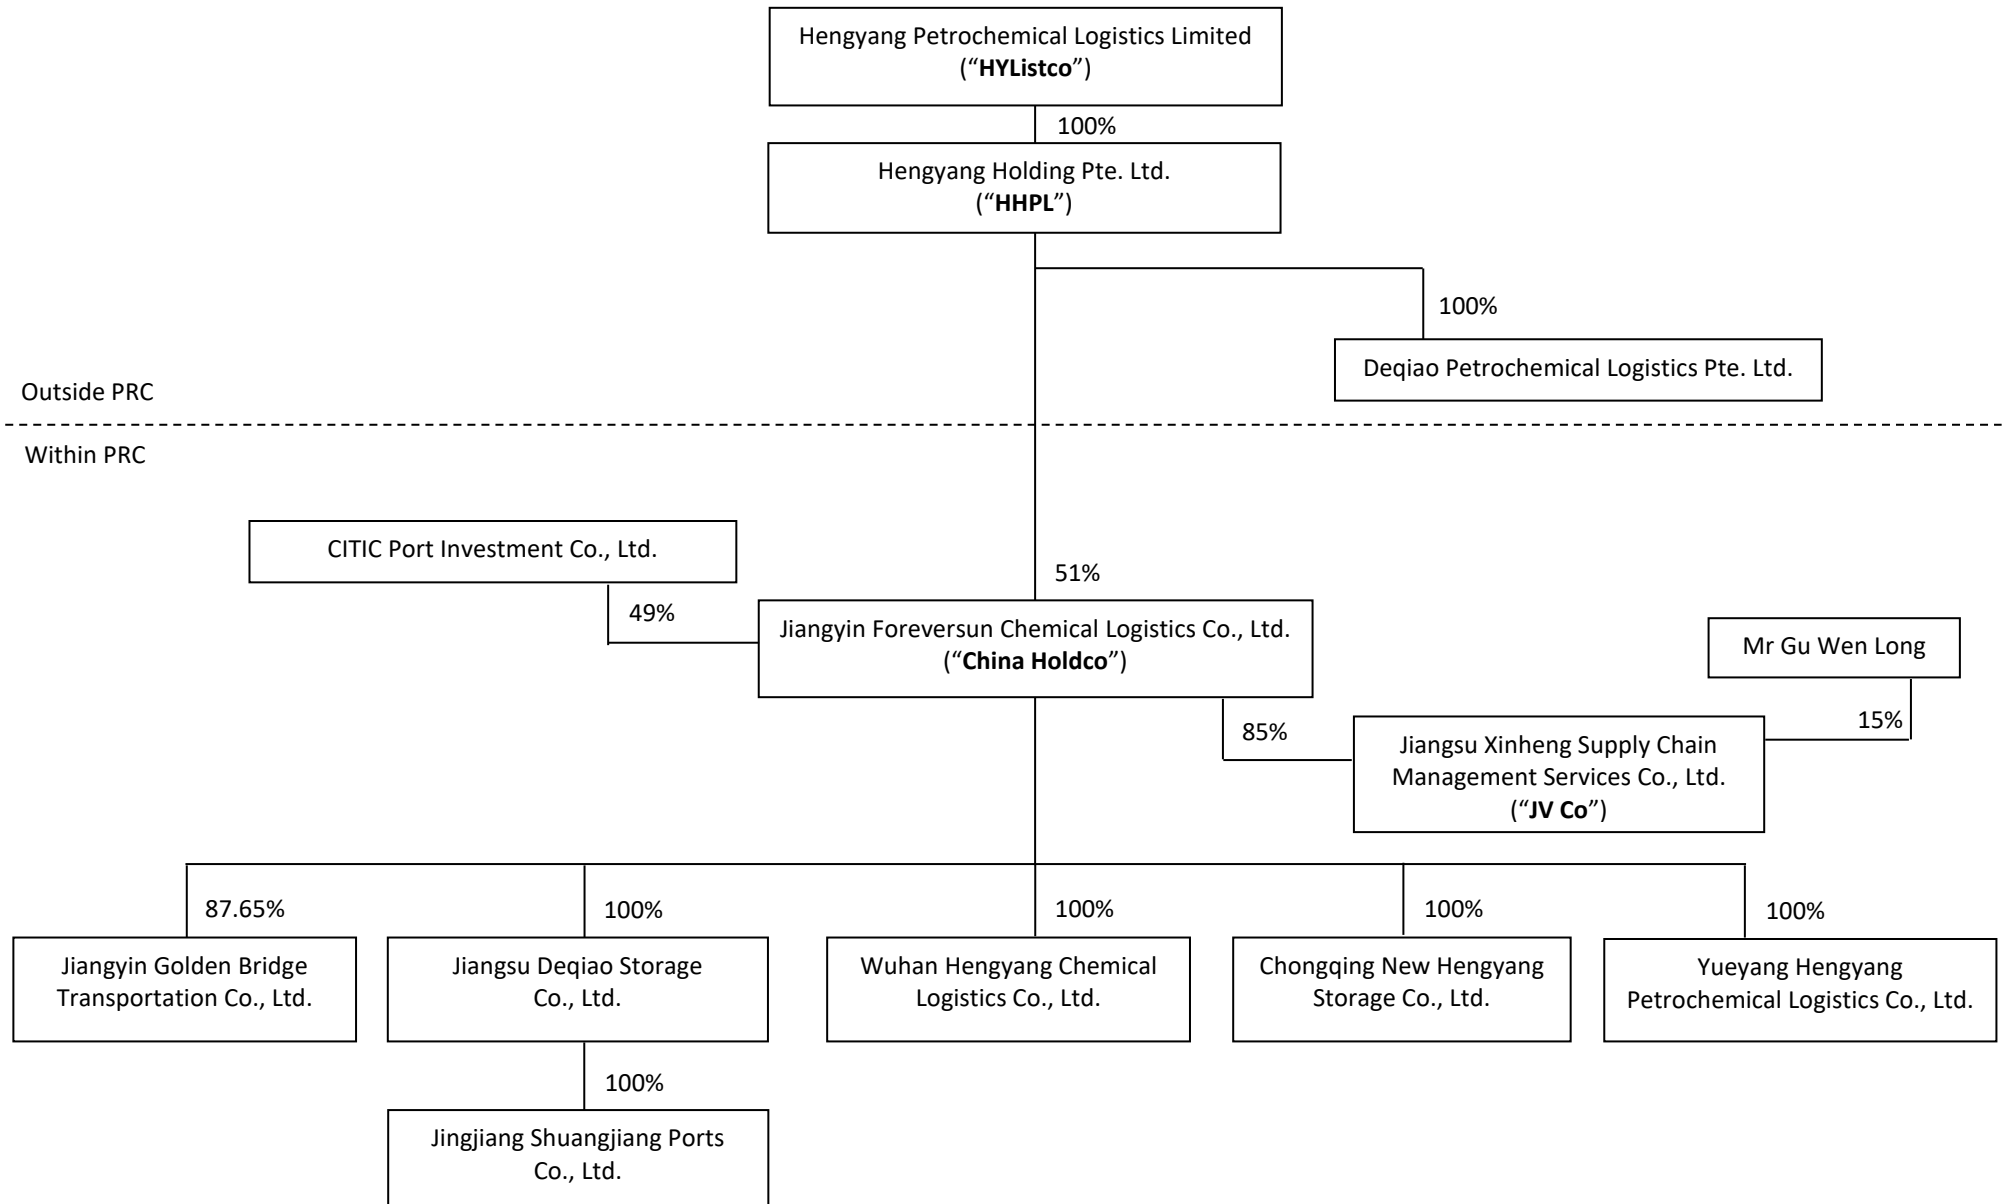 Hengyang Petrochemical Logistics Limited
(“HYListco”)
100%
Hengyang Holding Pte. Ltd.
(“HHPL”)
100%
Deqiao Petrochemical Logistics Pte. Ltd.
Outside PRC
Within PRC
CITIC Port Investment Co., Ltd.
51%
49%
Jiangyin Foreversun Chemical Logistics Co., Ltd.
(“China Holdco”)
Mr Gu Wen Long
85%
15%
Jiangsu Xinheng Supply Chain
Management Services Co., Ltd.
(“JV Co”)
87.65%
100%
100%
100%
100%
Jiangyin Golden Bridge
Transportation Co., Ltd.
Jiangsu Deqiao Storage
Co., Ltd.
Wuhan Hengyang Chemical
Logistics Co., Ltd.
Chongqing New Hengyang
Storage Co., Ltd.
Yueyang Hengyang
Petrochemical Logistics Co., Ltd.
100%
Jingjiang Shuangjiang Ports
Co., Ltd.